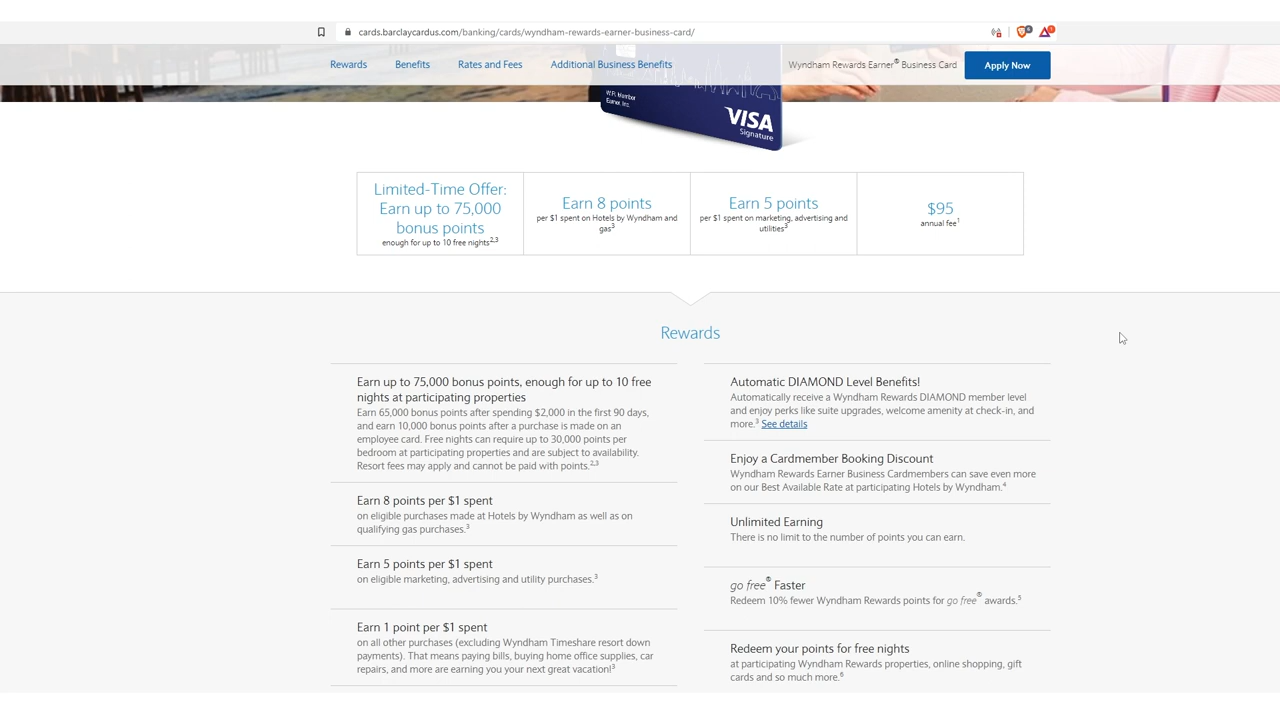 cards.barclaycardus.com/banking/cards/wyndham-rewards-earner-business-card/
Rewards Benefits Rates and Fees Additional Business Benefits Wyndham Rewards Earner® Business Card Apply Now
W.R. Member
Earner Inc.
VISA
Signature
Limited-Time Offer:
Earn up to 75,000
bonus points
enough for up to 10 free nights2,3
Earn 8 points
per $1 spent on Hotels by Wyndham and
gas3
Earn 5 points
per $1 spent on marketing, advertising and
utilities3
$95
annual fee1
Rewards
Earn up to 75,000 bonus points, enough for up to 10 free
nights at participating properties
Earn 65,000 bonus points after spending $2,000 in the first 90 days,
and earn 10,000 bonus points after a purchase is made on an
employee card. Free nights can require up to 30,000 points per
bedroom at participating properties and are subject to availability.
Resort fees may apply and cannot be paid with points.2,3
Earn 8 points per $1 spent
on eligible purchases made at Hotels by Wyndham as well as on
qualifying gas purchases.3
Earn 5 points per $1 spent
on eligible marketing, advertising and utility purchases.3
Earn 1 point per $1 spent
on all other purchases (excluding Wyndham Timeshare resort down
payments). That means paying bills, buying home office supplies, car
repairs, and more are earning you your next great vacation!3
Automatic DIAMOND Level Benefits!
Automatically receive a Wyndham Rewards DIAMOND member level
and enjoy perks like suite upgrades, welcome amenity at check-in, and
more.3 See details
Enjoy a Cardmember Booking Discount
Wyndham Rewards Earner Business Cardmembers can save even more
on our Best Available Rate at participating Hotels by Wyndham.4
Unlimited Earning
There is no limit to the number of points you can earn.
go free® Faster
Redeem 10% fewer Wyndham Rewards points for go free® awards.5
Redeem your points for free nights
at participating Wyndham Rewards properties, online shopping, gift
cards and so much more.6